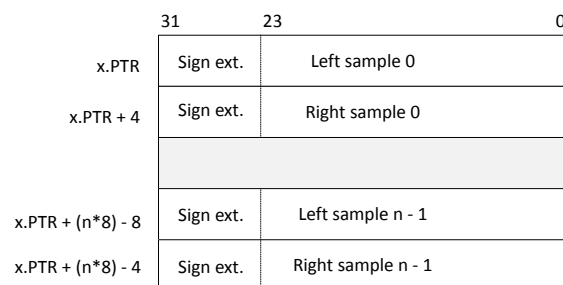 31 23 0
x.PTR Sign ext. Left sample 0
x.PTR + 4 Sign ext. Right sample 0
x.PTR + (n*8) - 8 Sign ext. Left sample n - 1
x.PTR + (n*8) - 4 Sign ext. Right sample n - 1